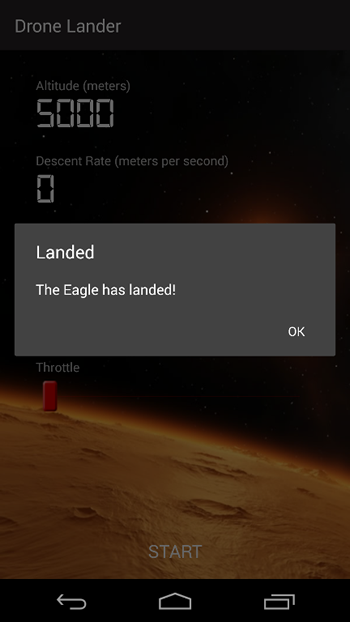 Drone Lander
Altitude (meters)
5000
Descent Rate (meters per second)
0
Landed
The Eagle has landed!
OK
Throttle
START